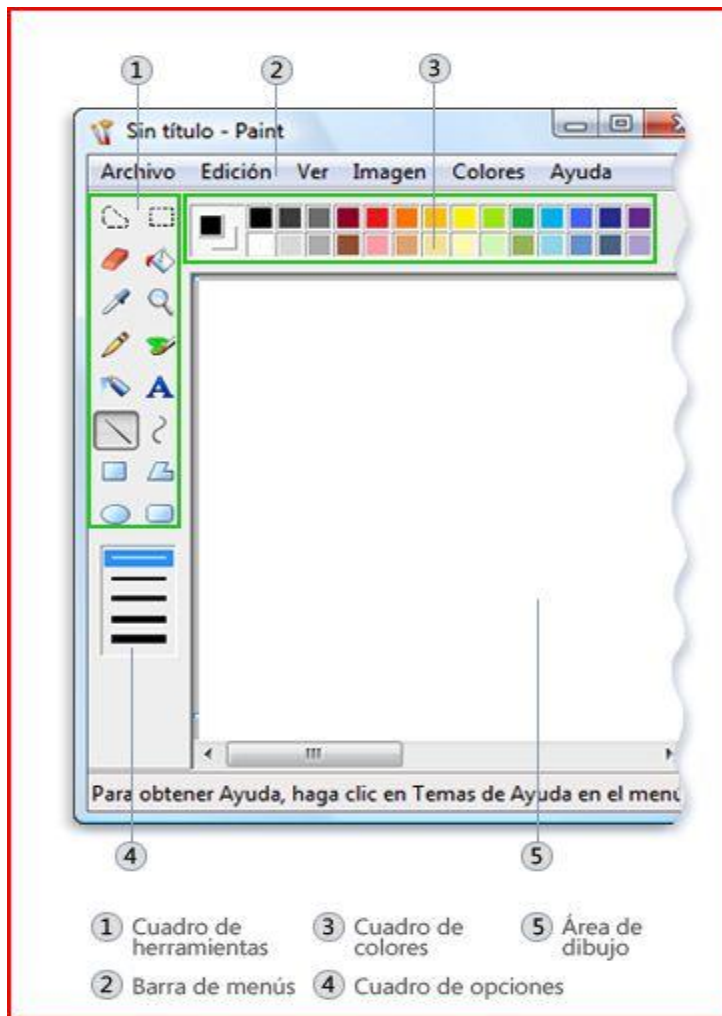 1 2 3
Sin título - Paint
Archivo Edición Ver Imagen Colores Ayuda
A
Para obtener Ayuda, haga clic en Temas de Ayuda en el menú
4 5
1 Cuadro de herramientas
2 Barra de menús
3 Cuadro de colores
4 Cuadro de opciones
5 Área de dibujo